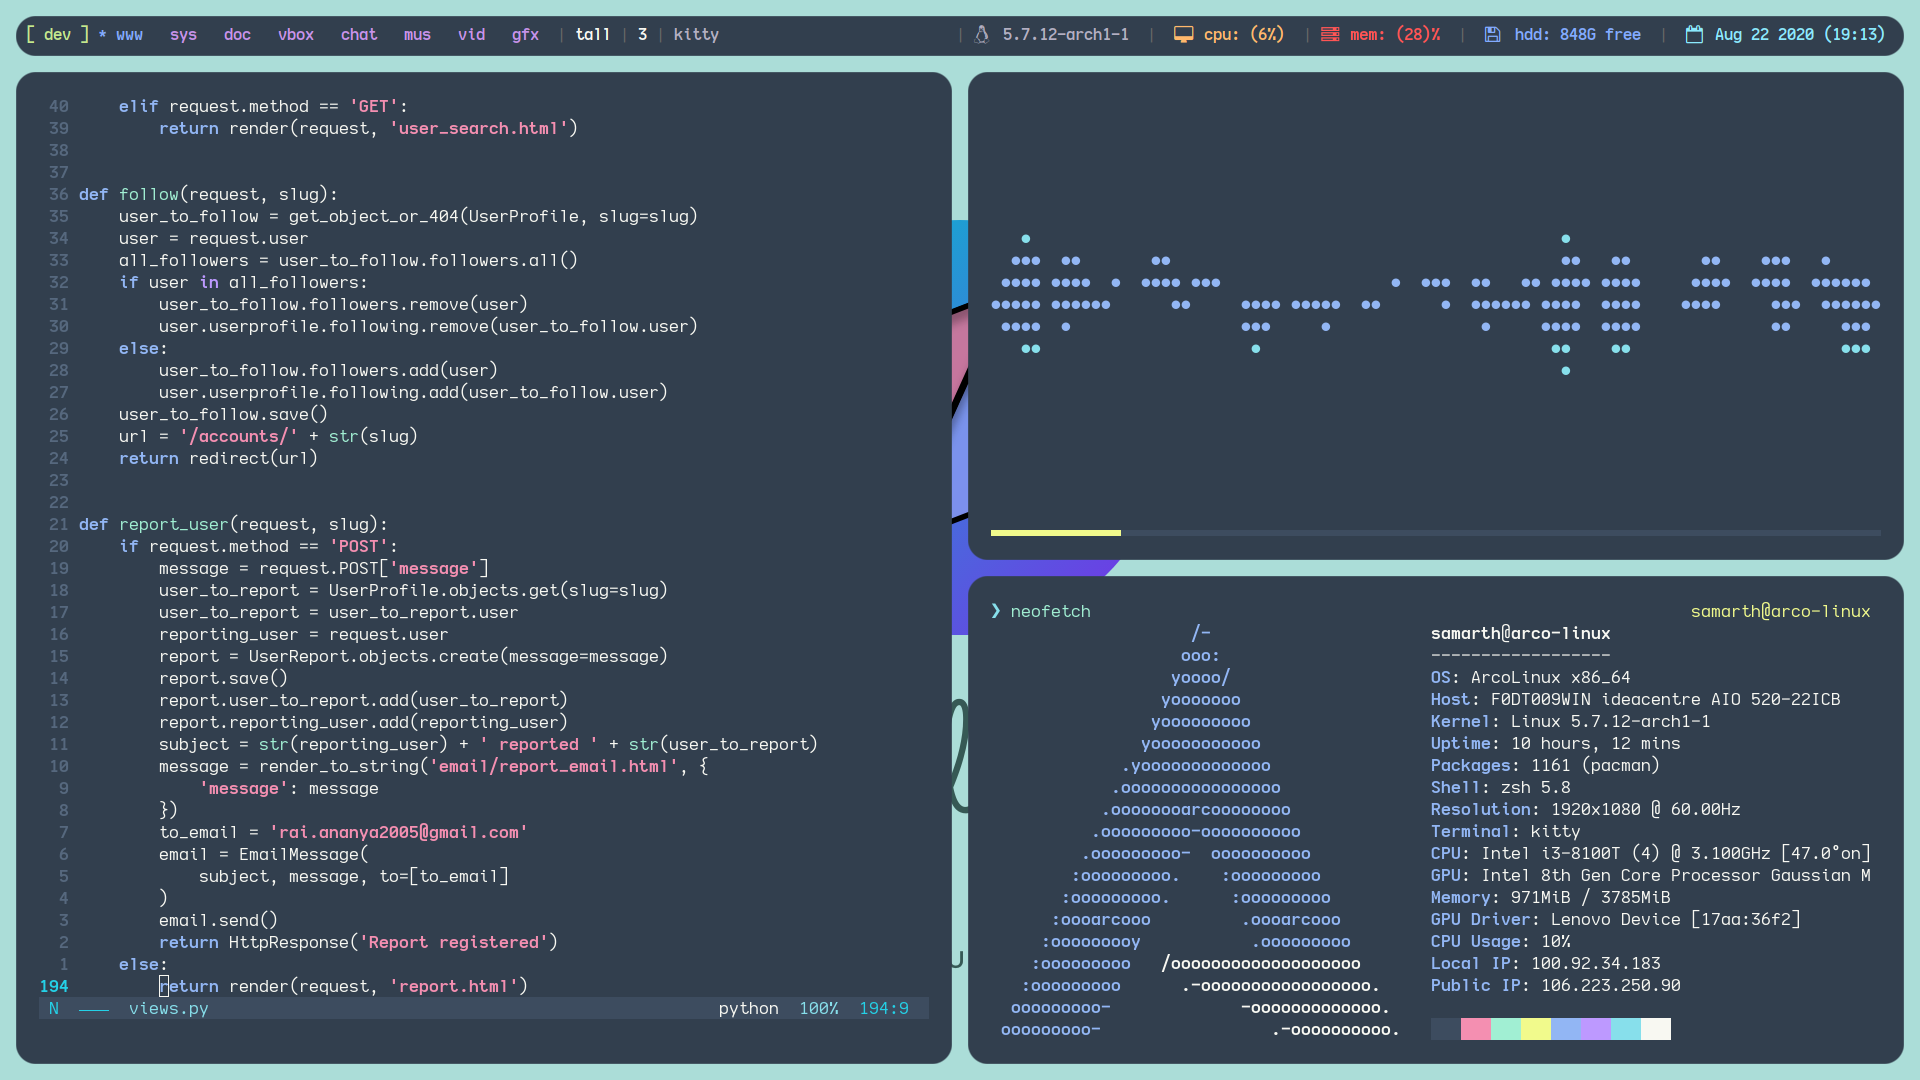 [ dev ] * www sys doc vbox chat mus vid gfx | tall | 3 | kitty
| 5.7.12-arch1-1 | cpu: (6%) | mem: (28)% | hdd: 848G free | Aug 22 2020 (19:13)
40 elif request.method == 'GET':
39 return render(request, 'user_search.html')
38
37
36 def follow(request, slug):
35 user_to_follow = get_object_or_404(UserProfile, slug=slug)
34 user = request.user
33 all_followers = user_to_follow.followers.all()
32 if user in all_followers:
31 user_to_follow.followers.remove(user)
30 user.userprofile.following.remove(user_to_follow.user)
29 else:
28 user_to_follow.followers.add(user)
27 user.userprofile.following.add(user_to_follow.user)
26 user_to_follow.save()
25 url = '/accounts/' + str(slug)
24 return redirect(url)
23
22
21 def report_user(request, slug):
20 if request.method == 'POST':
19 message = request.POST['message']
18 user_to_report = UserProfile.objects.get(slug=slug)
17 user_to_report = user_to_report.user
16 reporting_user = request.user
15 report = UserReport.objects.create(message=message)
14 report.save()
13 report.user_to_report.add(user_to_report)
12 report.reporting_user.add(reporting_user)
11 subject = str(reporting_user) + ' reported ' + str(user_to_report)
10 message = render_to_string('email/report_email.html', {
9 'message': message
8 })
7 to_email = 'rai.ananya2005@gmail.com'
6 email = EmailMessage(
5 subject, message, to=[to_email]
4 )
3 email.send()
2 return HttpResponse('Report registered')
1 else:
194 return render(request, 'report.html')
N —— views.py python 100% 194:9
❯ neofetch samarth@arco-linux
/-
ooo:
yoooo/
yooooooo
yooooooooo
yooooooooooo
.yooooooooooooo
.ooooooooooooooo
.oooooooarcoooooooo
.ooooooooo-oooooooooo
.ooooooooo- oooooooooo
:ooooooooo. :ooooooooo
:ooooooooo. :ooooooooo
:oooarcooo .oooarcooo
:ooooooooy .ooooooooo
:ooooooooo /ooooooooooooooooooo
:ooooooooo .-ooooooooooooooooo.
ooooooooo- -ooooooooooooo.
ooooooooo- .-oooooooooo.
samarth@arco-linux
------------------
OS: ArcoLinux x86_64
Host: F0DT009WIN ideacentre AIO 520-22ICB
Kernel: Linux 5.7.12-arch1-1
Uptime: 10 hours, 12 mins
Packages: 1161 (pacman)
Shell: zsh 5.8
Resolution: 1920x1080 @ 60.00Hz
Terminal: kitty
CPU: Intel i3-8100T (4) @ 3.100GHz [47.0°on]
GPU: Intel 8th Gen Core Processor Gaussian M
Memory: 971MiB / 3785MiB
GPU Driver: Lenovo Device [17aa:36f2]
CPU Usage: 10%
Local IP: 100.92.34.183
Public IP: 106.223.250.90